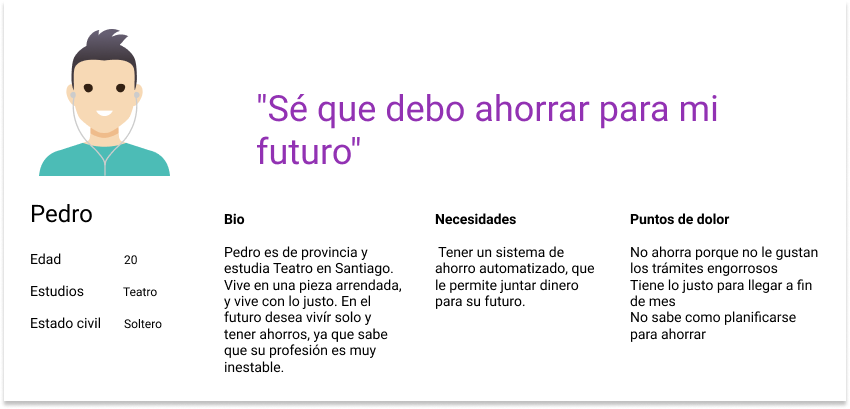 "Sé que debo ahorrar para mi
futuro"
Pedro
Edad 20
Estudios Teatro
Estado civil Soltero
Bio
Pedro es de provincia y
estudia Teatro en Santiago.
Vive en una pieza arrendada,
y vive con lo justo. En el
futuro desea vivír solo y
tener ahorros, ya que sabe
que su profesión es muy
inestable.
Necesidades
Tener un sistema de
ahorro automatizado, que
le permite juntar dinero
para su futuro.
Puntos de dolor
No ahorra porque no le gustan
los trámites engorrosos
Tiene lo justo para llegar a fin
de mes
No sabe como planificarse
para ahorrar